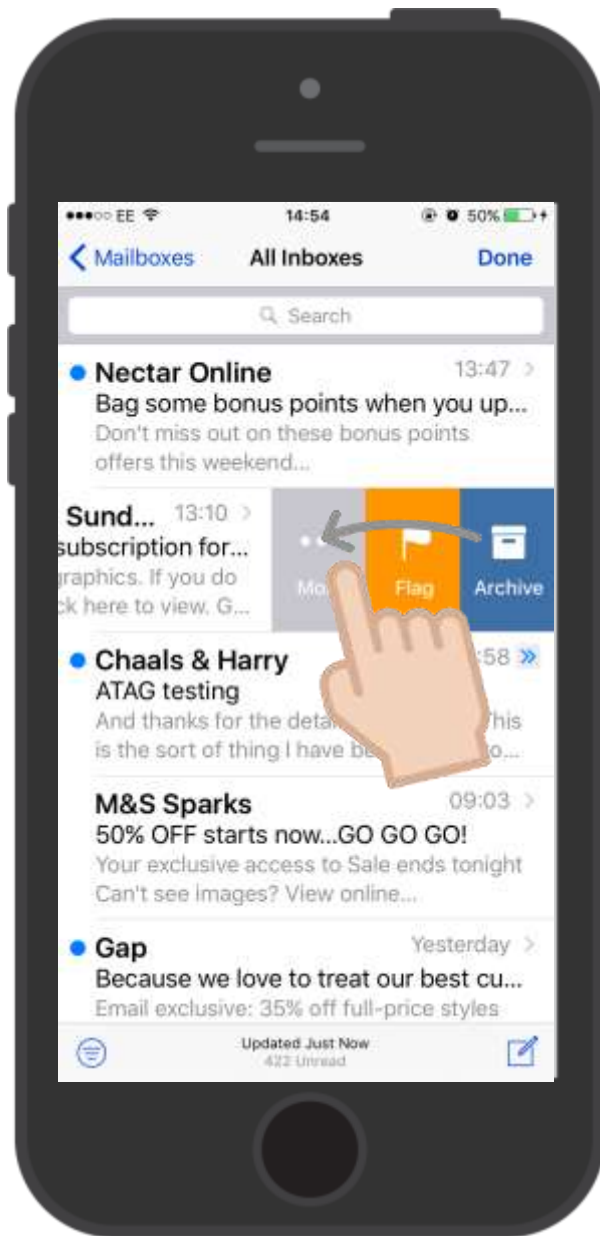 EE 14:54 50%
Mailboxes All Inboxes Done
Search
Nectar Online 13:47
Bag some bonus points when you up...
Don't miss out on these bonus points
offers this weekend...
Sund... 13:10
subscription for...
graphics. If you do
ck here to view. G...
Flag Archive
Chaals & Harry :58
ATAG testing
And thanks for the his
is the sort of thing I have
M&S Sparks 09:03
50% OFF starts now...GO GO GO!
Your exclusive access to Sale ends tonight
Can't see images? View online...
Gap Yesterday
Because we love to treat our best cu...
Email exclusive: 35% off full-price styles
Updated Just Now
422 Unread